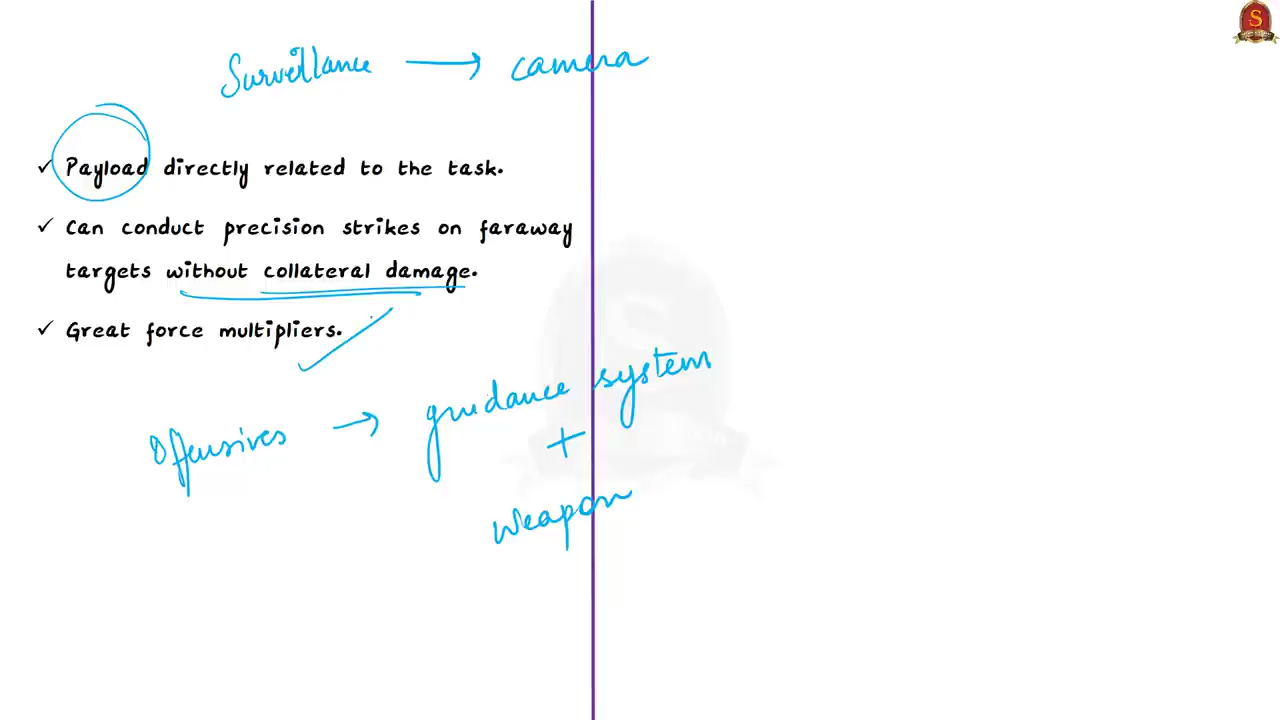 Surveillance → camera
✓ Payload directly related to the task.
✓ Can conduct precision strikes on faraway
targets without collateral damage.
✓ Great force multipliers.
Offensives → guidance system
+
weapon
S